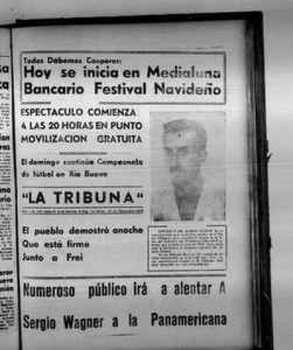 Todos Debemos Cooperar:
Hoy se inicia en Medialuna
Bancario Festival Navideño
ESPECTACULO COMIENZA
A LAS 20 HORAS EN PUNTO
MOVILIZACION GRATUITA
El domingo continúa Campeonato
de fútbol en Río Bueno
"LA TRIBUNA"
El pueblo demostró anoche
Que está firme
Junto a Frei
Numeroso público irá a alentar A
Sergio Wagner a la Panamericana